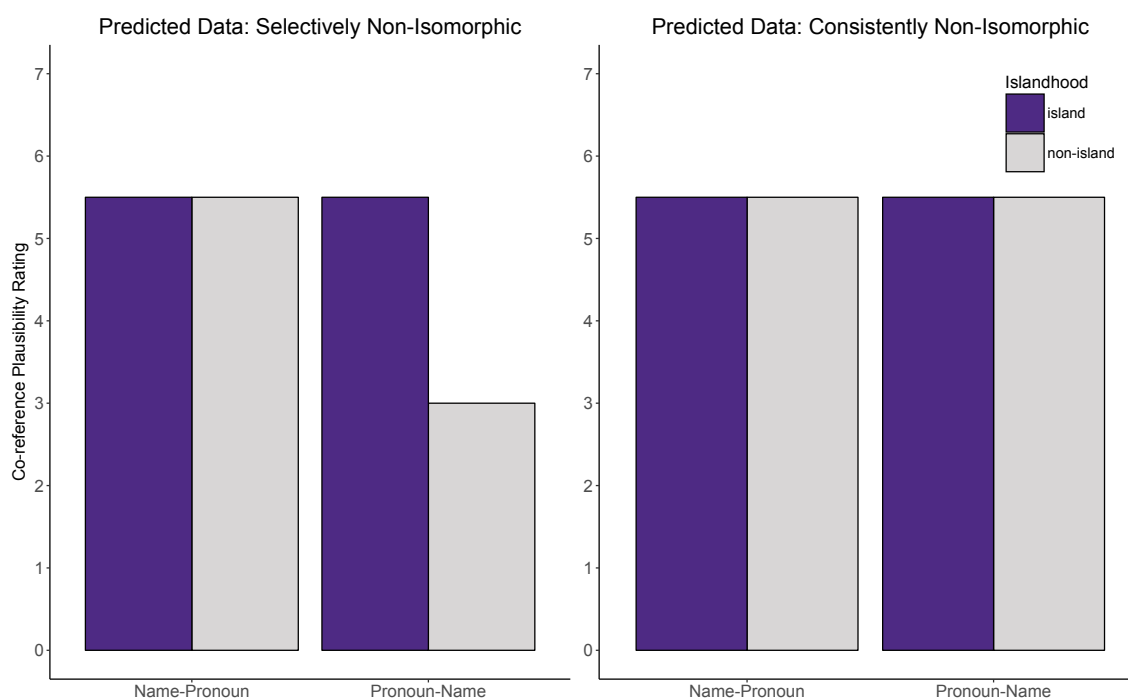 Predicted Data: Selectively Non-Isomorphic
Co-reference Plausibility Rating
7
6
5
4
3
2
1
0
Name-Pronoun Pronoun-Name
Predicted Data: Consistently Non-Isomorphic
Islandhood
island
non-island
7
6
5
4
3
2
1
0
Name-Pronoun Pronoun-Name